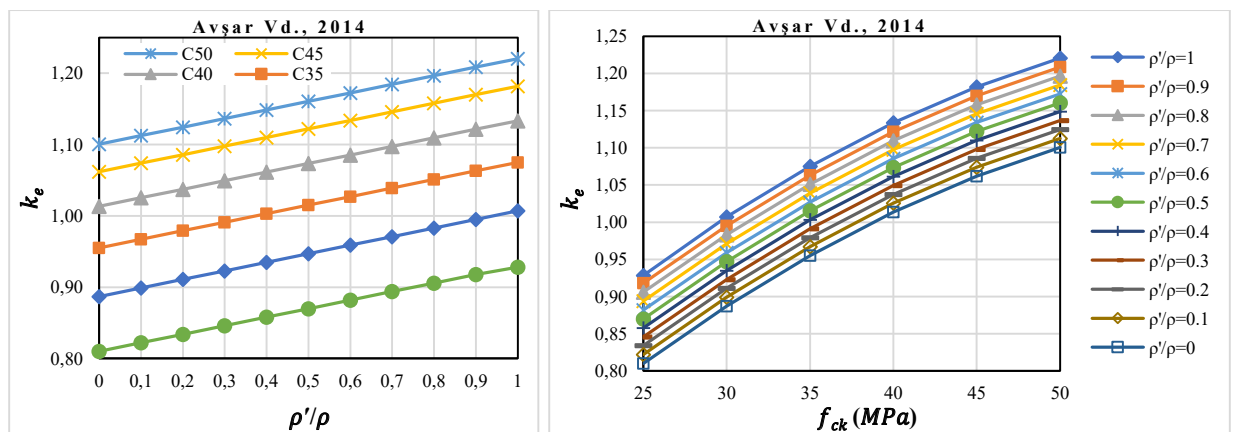 Avşar Vd., 2014
C50 C45
C40 C35
1,20
1,10
1,00
0,90
0,80
0 0,1 0,2 0,3 0,4 0,5 0,6 0,7 0,8 0,9 1
k_e
ρ'/ρ
Avşar Vd., 2014
1,25
1,20
1,15
1,10
1,05
1,00
0,95
0,90
0,85
0,80
25 30 35 40 45 50
k_e
f_ck (MPa)
ρ'/ρ=1
ρ'/ρ=0.9
ρ'/ρ=0.8
ρ'/ρ=0.7
ρ'/ρ=0.6
ρ'/ρ=0.5
ρ'/ρ=0.4
ρ'/ρ=0.3
ρ'/ρ=0.2
ρ'/ρ=0.1
ρ'/ρ=0